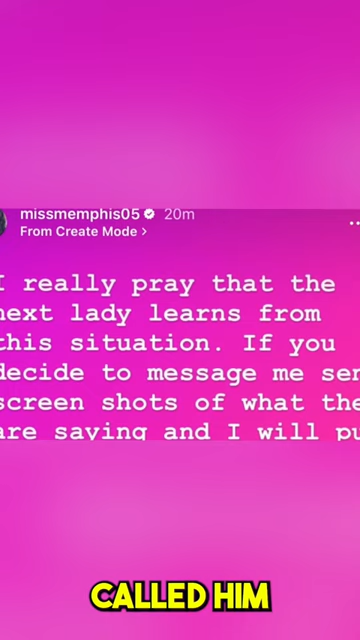 missmemphis05 20m
From Create Mode >
I really pray that the
next lady learns from
this situation. If you
decide to message me
screen shots of what
are saying and I will
CALLED HIM